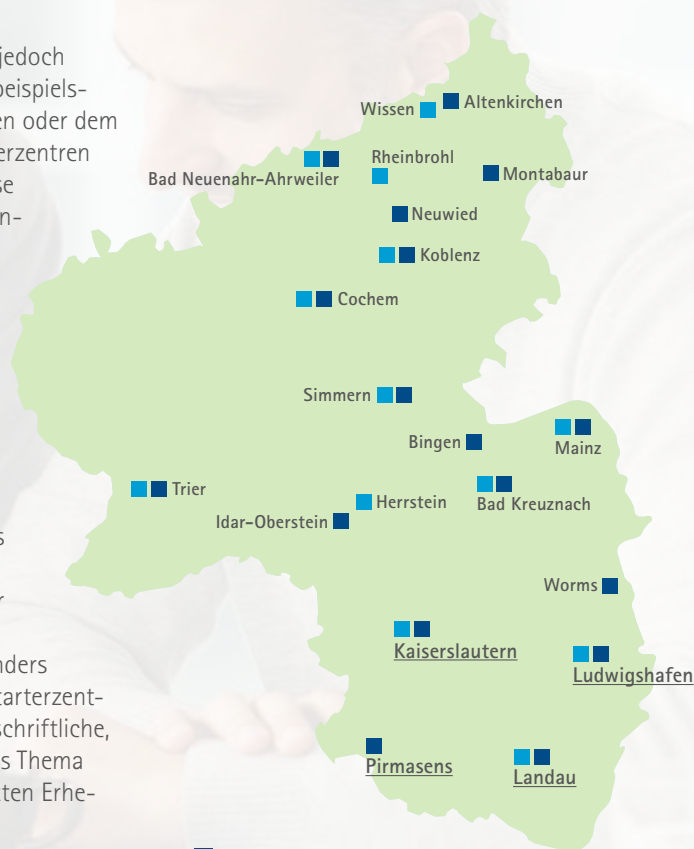 jedoch
beispiels-
en oder dem
erzentren
se
n-
s
r
nders
tarterzent-
schriftliche,
s Thema
kten Erhe-
Wissen
Altenkirchen
Bad Neuenahr-Ahrweiler
Rheinbrohl
Montabaur
Neuwied
Koblenz
Cochem
Simmern
Bingen
Mainz
Trier
Herrstein
Bad Kreuznach
Idar-Oberstein
Worms
Kaiserslautern
Ludwigshafen
Pirmasens
Landau